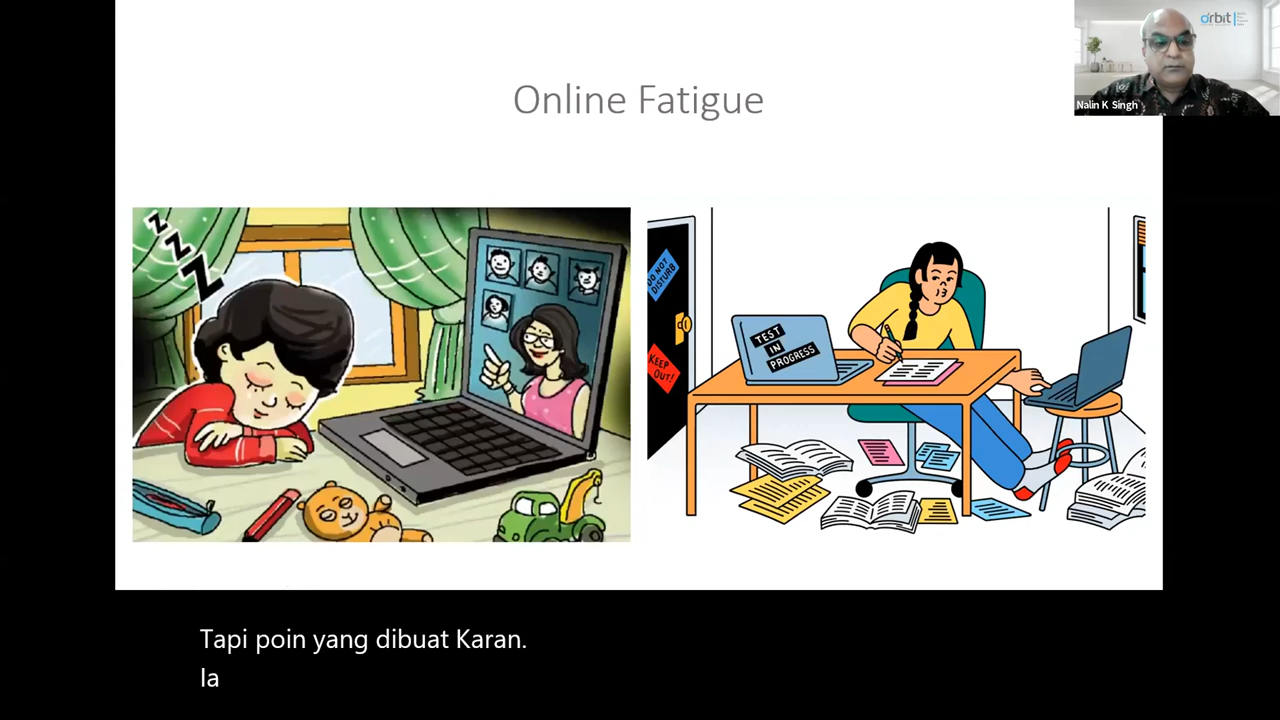 Online Fatigue
orbit
Nalin K Singh
z
z
Z
DO NOT
DISTURB
KEEP
OUT!
TEST
IN
PROGRESS
Tapi poin yang dibuat Karan.
Ia